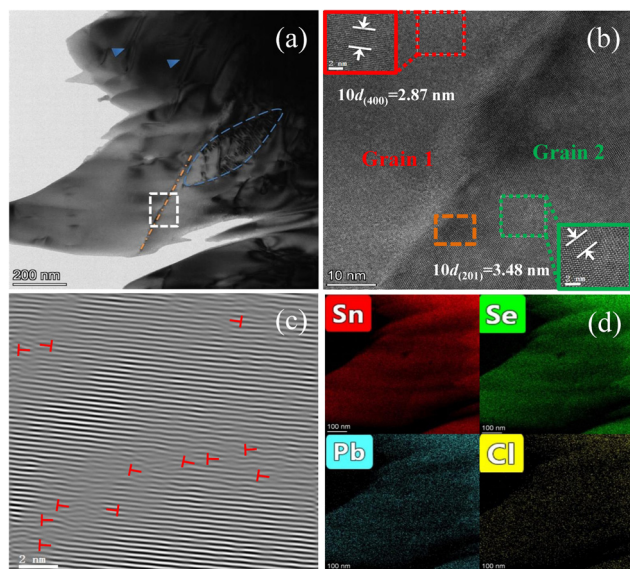 (a)
200 nm
(b)
2 nm
10d(400)=2.87 nm
Grain 1
Grain 2
10d(201)=3.48 nm
2 nm
10 nm
(c)
2 nm
(d)
Sn
100 nm
Se
100 nm
Pb
100 nm
Cl
100 nm